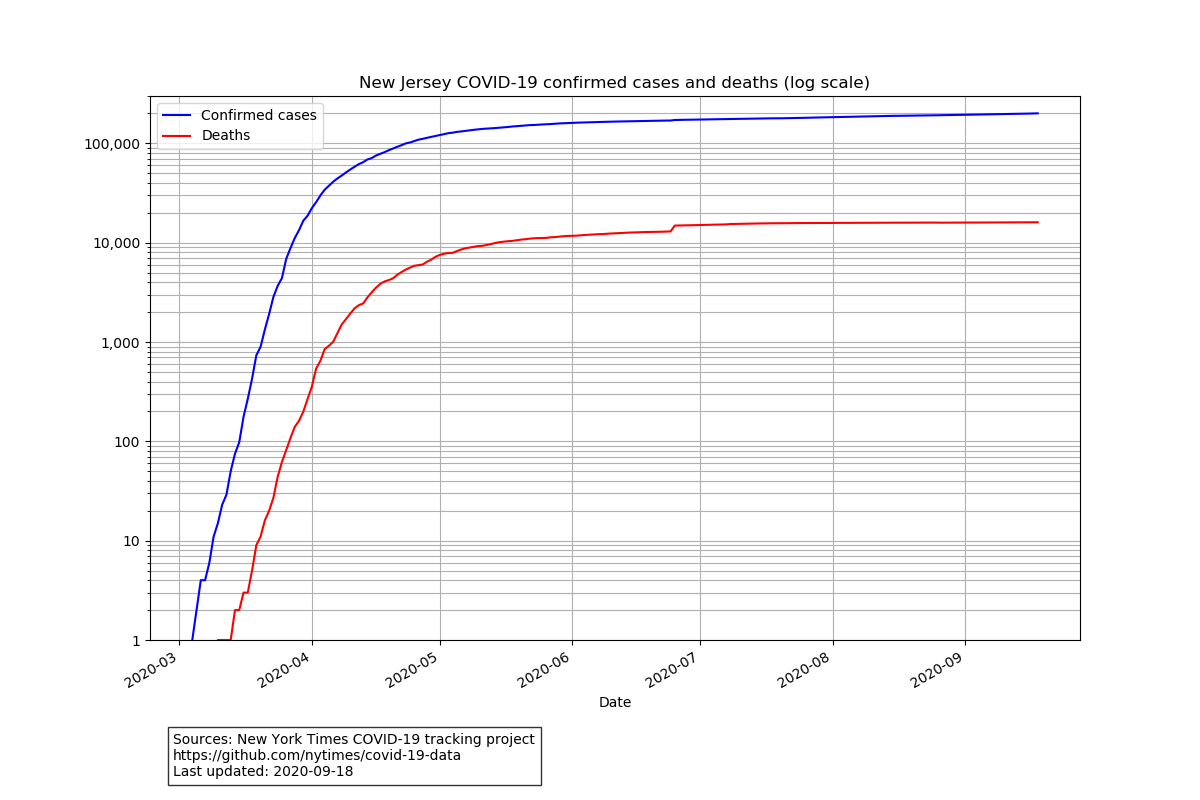 New Jersey COVID-19 confirmed cases and deaths (log scale)
Confirmed cases
Deaths
100,000
10,000
1,000
100
10
1
2020-03
2020-04
2020-05
2020-06
2020-07
2020-08
2020-09
Date
Sources: New York Times COVID-19 tracking project
https://github.com/nytimes/covid-19-data
Last updated: 2020-09-18